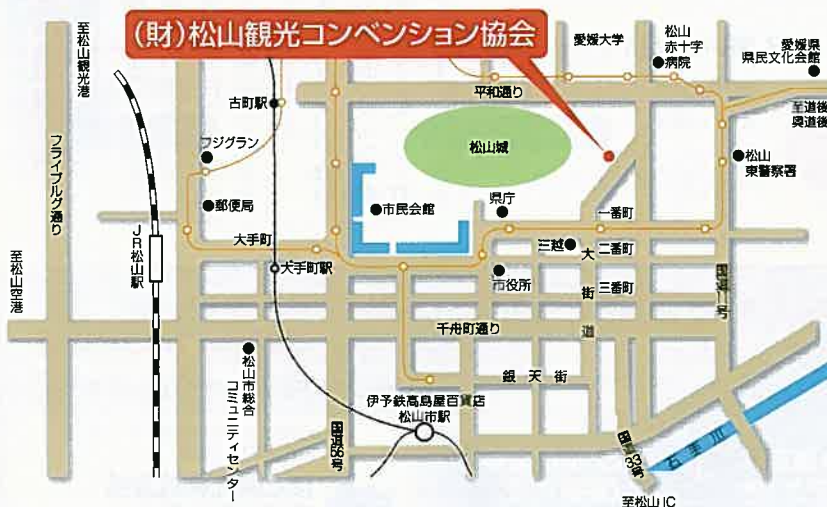 (財)松山観光コンベンション協会
至松山観光港
愛媛大学
松山
赤十字
病院
愛媛県
県民文化会館
平和通り
至道後
奥道後
古町駅
フジグラン
フライブルグ通り
松山城
松山
東警察署
郵便局
市民会館
県庁
一番町
大手町
三越
二番町
JR松山駅
大手町駅
市役所
大街道
三番町
至松山空港
千舟町通り
松山市総合
コミュニティセンター
銀天街
伊予鉄高島屋百貨店
松山市駅
国道56号
国道33号
石手川
至松山IC